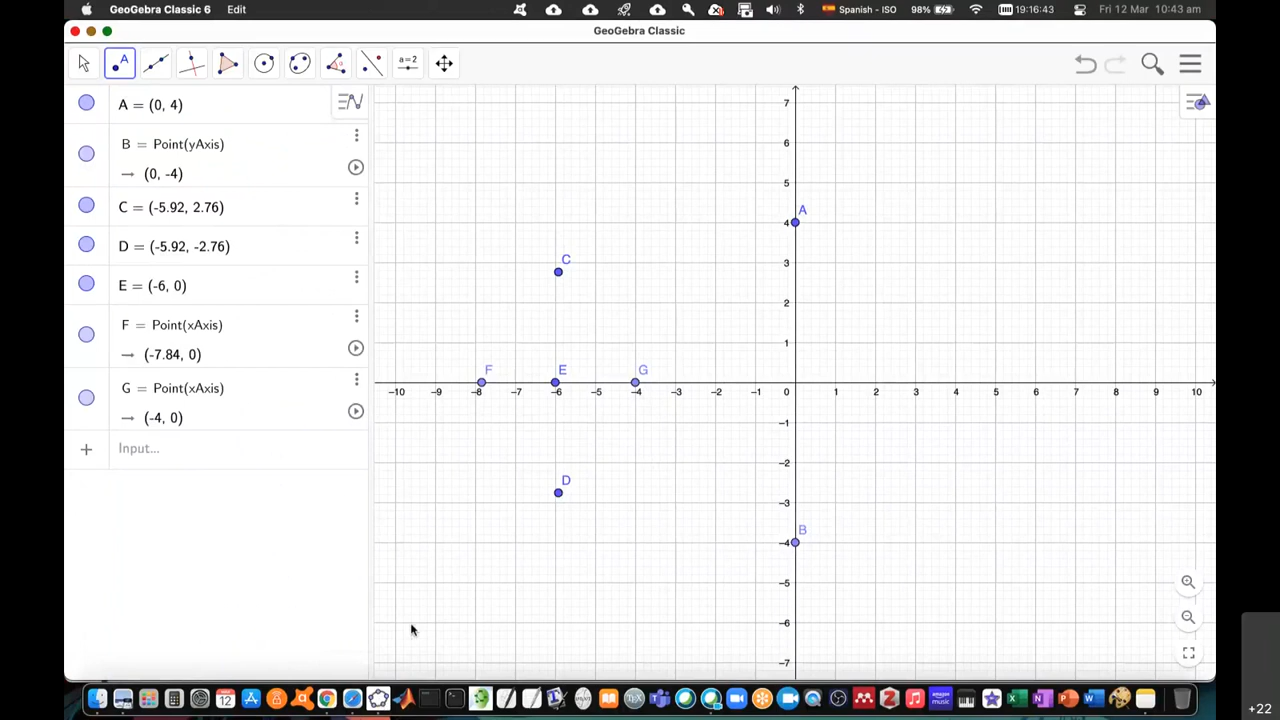 GeoGebra Classic 6 Edit 98% Spanish - ISO 19:16:43 Fri 12 Mar 10:43 am
GeoGebra Classic
A
a=2
A = (0, 4)
B = Point(yAxis)
→ (0, -4)
C = (-5.92, 2.76)
D = (-5.92, -2.76)
E = (-6, 0)
F = Point(xAxis)
→ (-7.84, 0)
G = Point(xAxis)
→ (-4, 0)
+ Input...
7
6
5
A
4
C
3
2
1
F E G
−10 −9 −8 −7 −6 −5 −4 −3 −2 −1 0 1 2 3 4 5 6 7 8 9 10
−1
−2
D
−3
B
−4
−5
−6
−7
+22